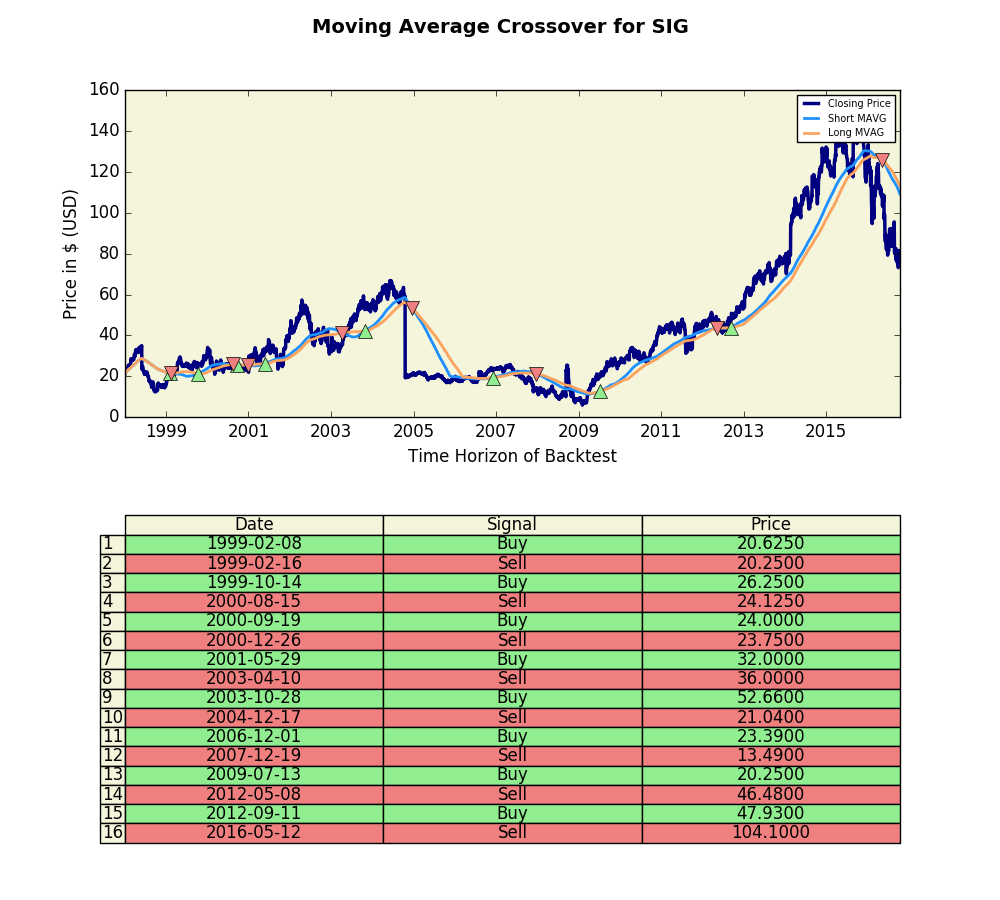 Moving Average Crossover for SIG
160
140
120
100
80
60
40
20
0
Price in $ (USD)
Closing Price
Short MAVG
Long MVAG
1999 2001 2003 2005 2007 2009 2011 2013 2015
Time Horizon of Backtest
Date Signal Price
1 1999-02-08 Buy 20.6250
2 1999-02-16 Sell 20.2500
3 1999-10-14 Buy 26.2500
4 2000-08-15 Sell 24.1250
5 2000-09-19 Buy 24.0000
6 2000-12-26 Sell 23.7500
7 2001-05-29 Buy 32.0000
8 2003-04-10 Sell 36.0000
9 2003-10-28 Buy 52.6600
10 2004-12-17 Sell 21.0400
11 2006-12-01 Buy 23.3900
12 2007-12-19 Sell 13.4900
13 2009-07-13 Buy 20.2500
14 2012-05-08 Sell 46.4800
15 2012-09-11 Buy 47.9300
16 2016-05-12 Sell 104.1000